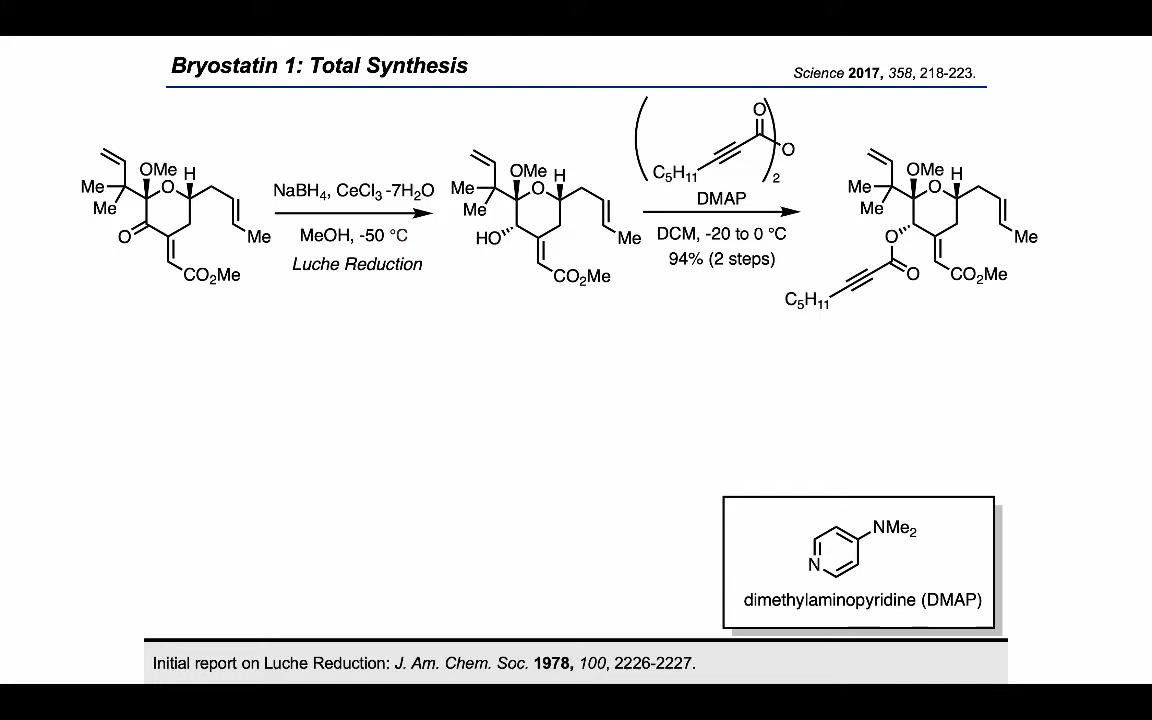 Bryostatin 1: Total Synthesis
Science 2017, 358, 218-223.
Me
Me
OMe
O
H
O
Me
CO2Me
NaBH4, CeCl3 -7H2O
MeOH, -50 °C
Luche Reduction
Me
Me
OMe
O
H
HO
Me
CO2Me
O
O
C5H11
2
DMAP
DCM, -20 to 0 °C
94% (2 steps)
Me
Me
OMe
O
H
O
O
Me
CO2Me
C5H11
NMe2
N
dimethylaminopyridine (DMAP)
Initial report on Luche Reduction: J. Am. Chem. Soc. 1978, 100, 2226-2227.